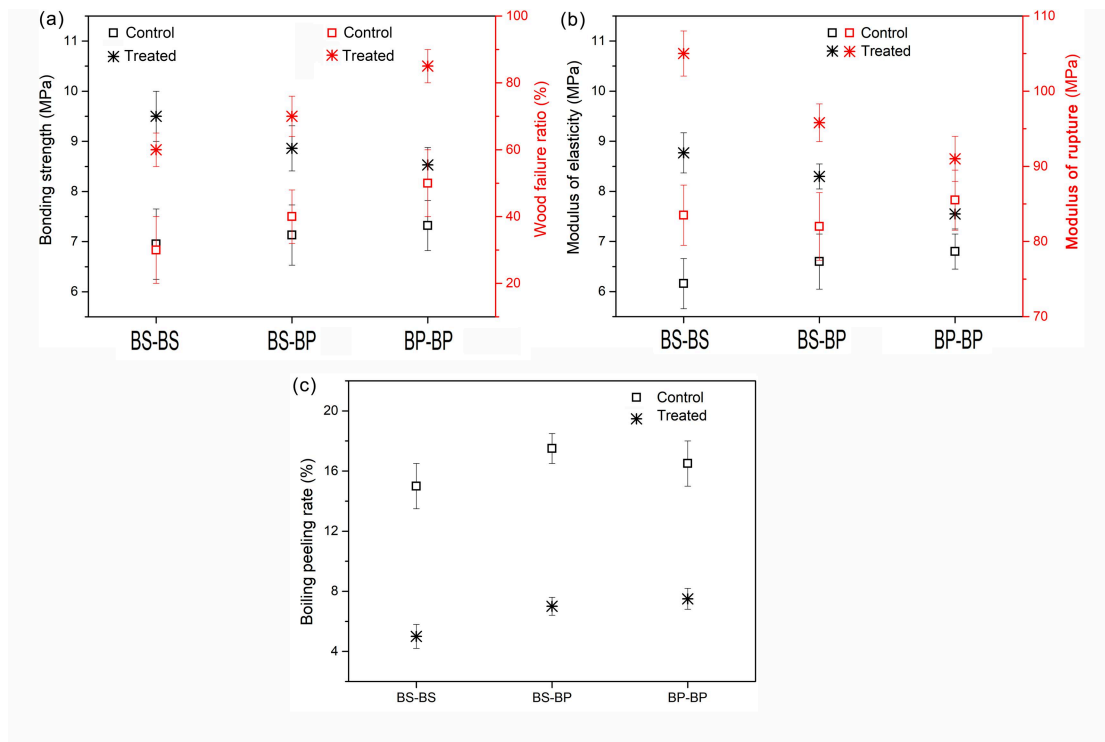 (a)
Control
Control
Treated
Treated
Bonding strength (MPa)
11
10
9
8
7
6
Wood failure ratio (%)
100
80
60
40
20
BS-BS
BS-BP
BP-BP
(b)
Control
Treated
Modulus of elasticity (MPa)
11
10
9
8
7
6
Modulus of rupture (MPa)
110
100
90
80
70
BS-BS
BS-BP
BP-BP
(c)
Control
Treated
Boiling peeling rate (%)
20
16
12
8
4
BS-BS
BS-BP
BP-BP